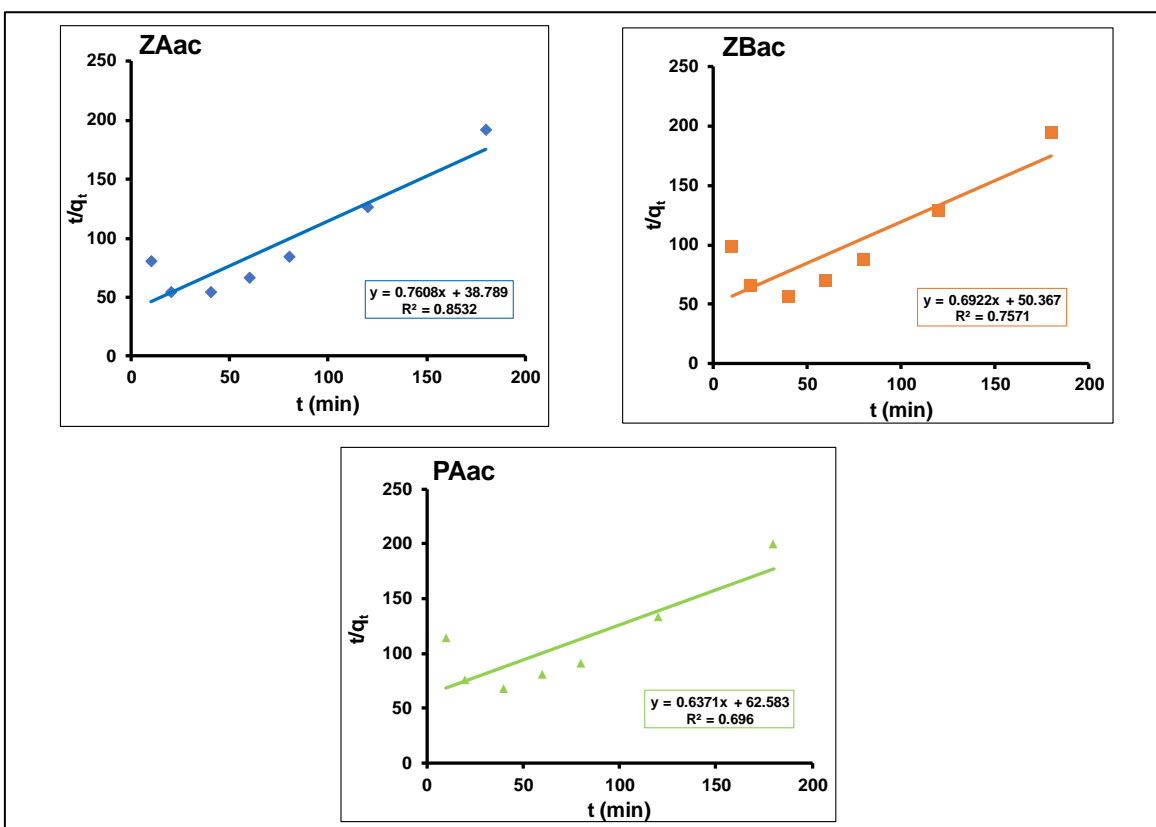 ZAac
250
200
150
100
50
0
t/qt
0 50 100 150 200
t (min)
y = 0.7608x + 38.789
R² = 0.8532
ZBac
250
200
150
100
50
0
t/qt
0 50 100 150 200
t (min)
y = 0.6922x + 50.367
R² = 0.7571
PAac
250
200
150
100
50
0
t/qt
0 50 100 150 200
t (min)
y = 0.6371x + 62.583
R² = 0.696